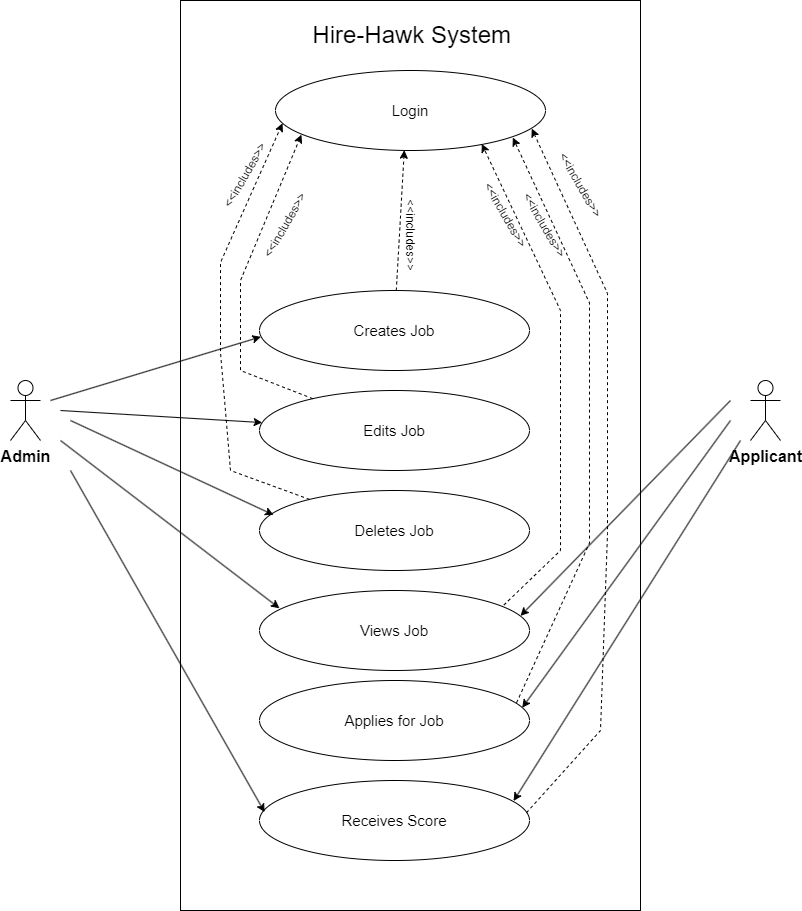 Hire-Hawk System
Login
<<includes>>
<<includes>>
<<includes>>
<<includes>>
<<includes>>
<<includes>>
Creates Job
Edits Job
Admin
Applicant
Deletes Job
Views Job
Applies for Job
Receives Score